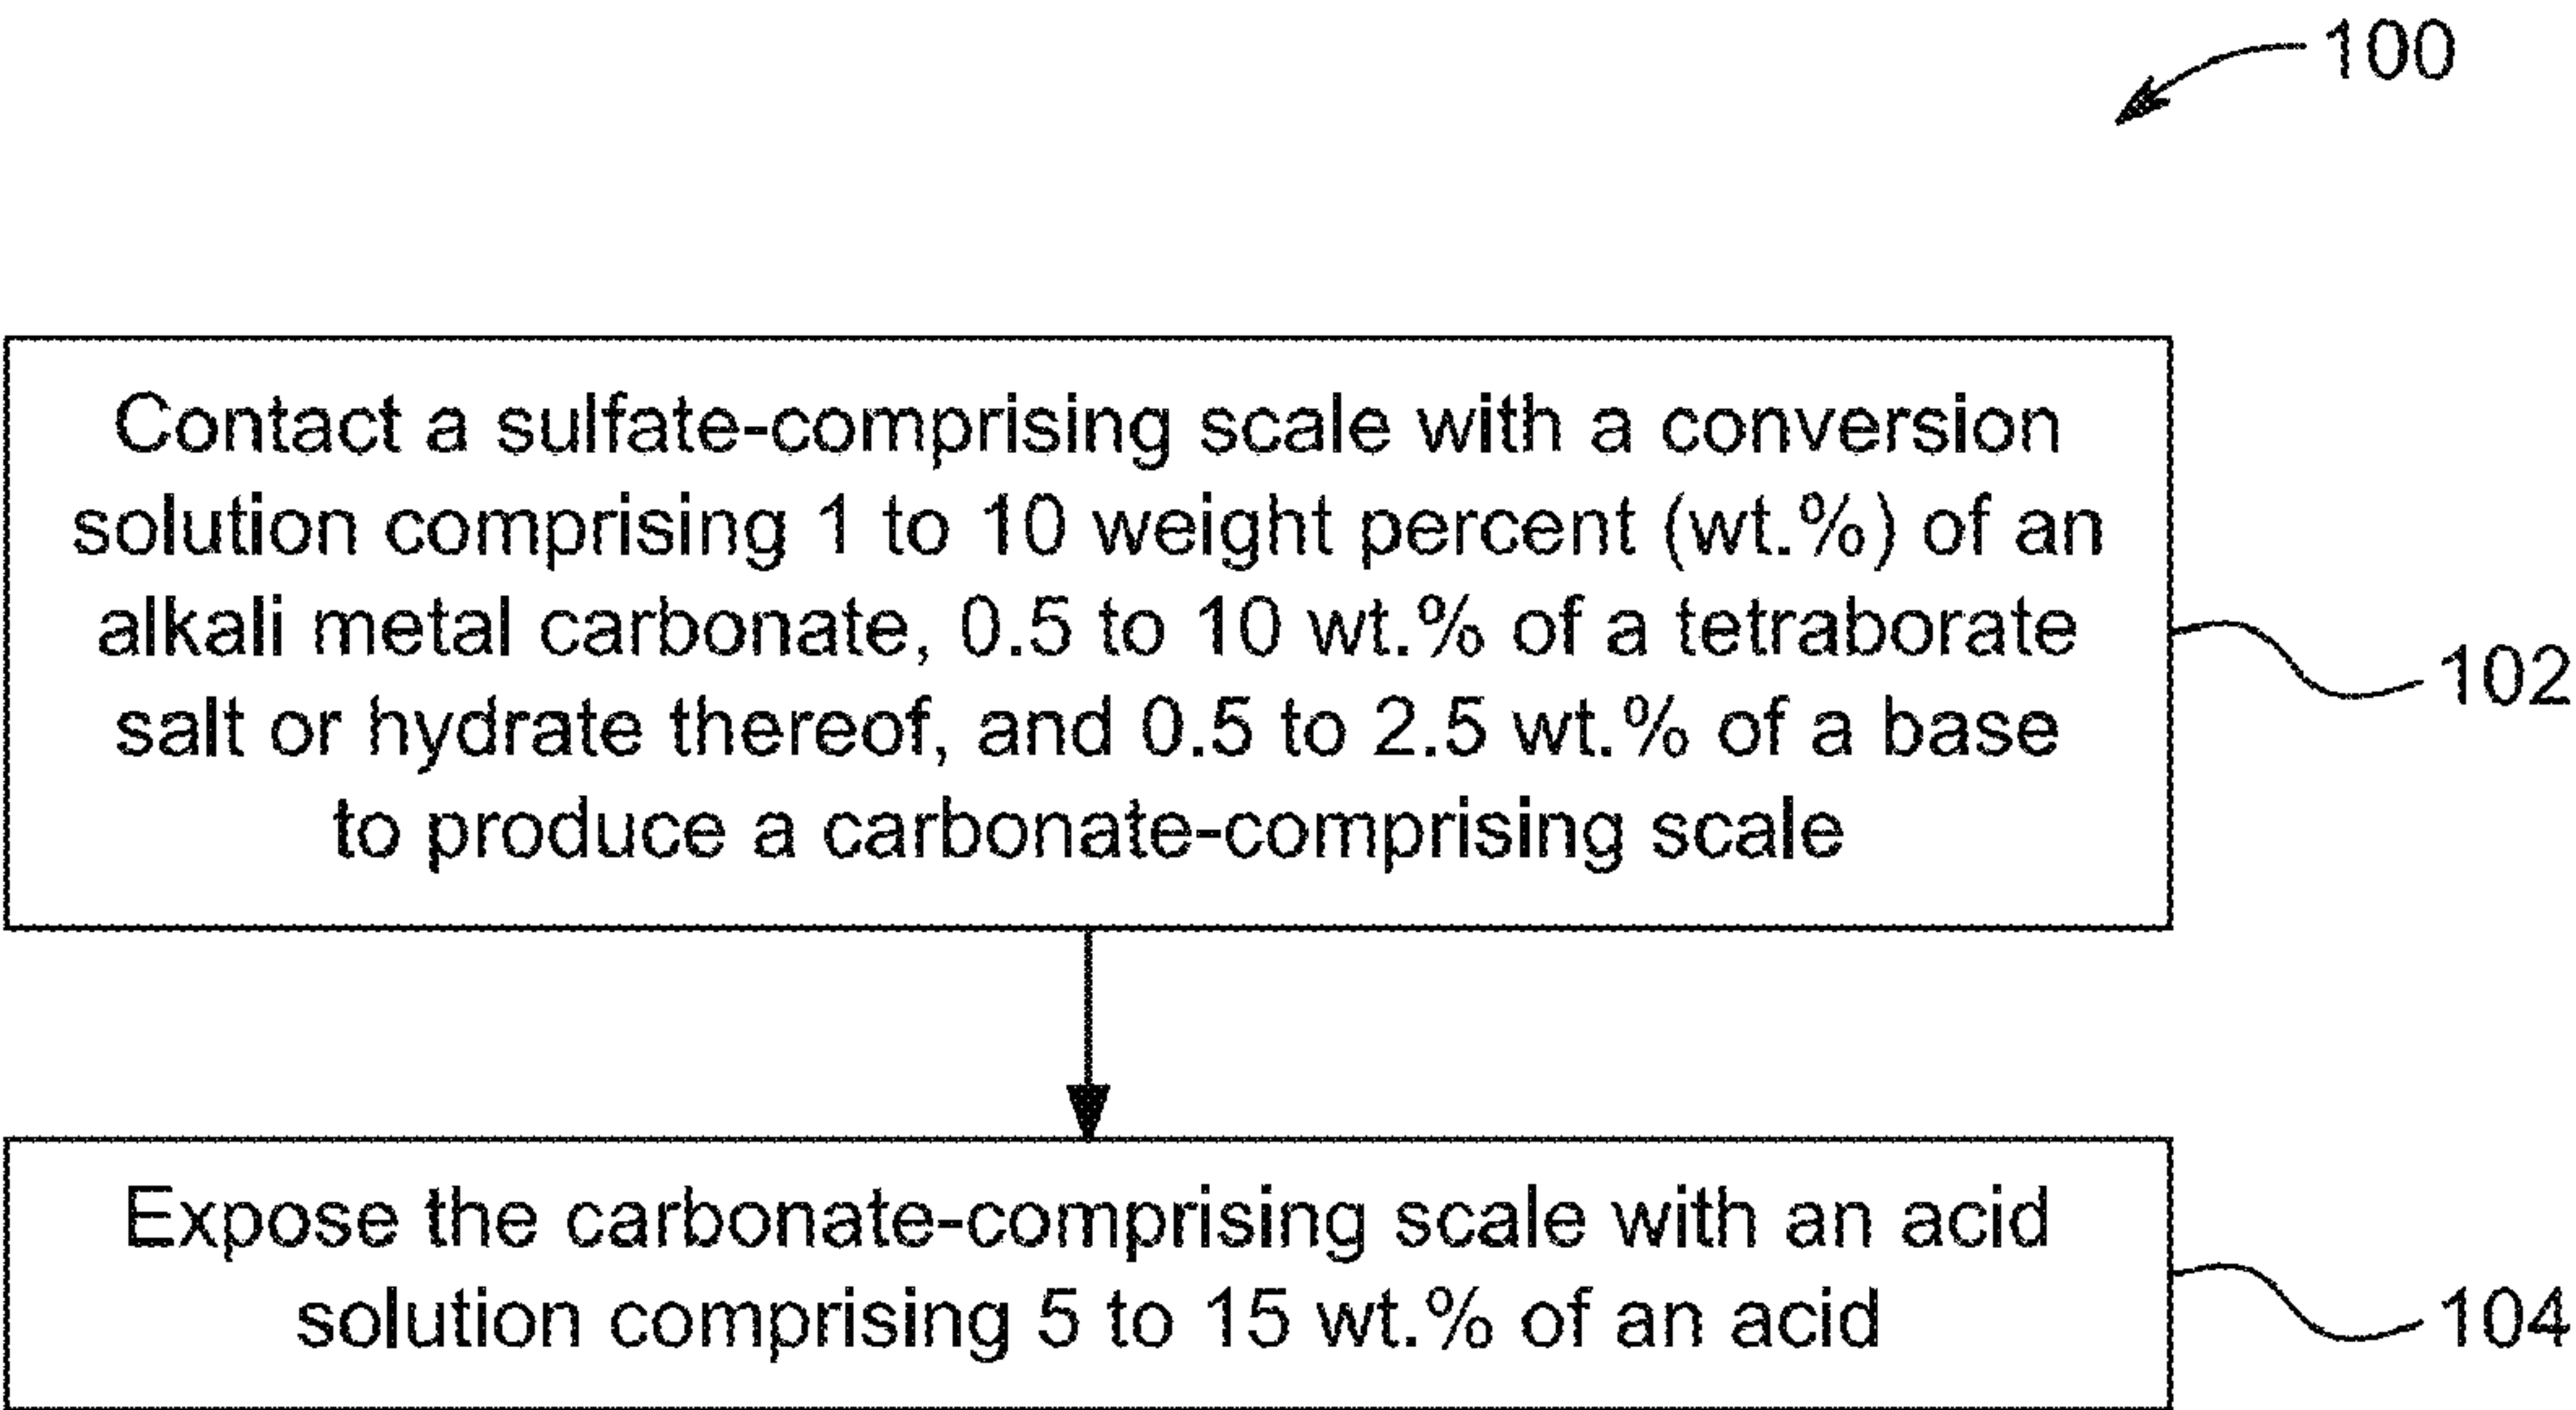 100
Contact a sulfate-comprising scale with a conversion
solution comprising 1 to 10 weight percent (wt.%) of an
alkali metal carbonate, 0.5 to 10 wt.% of a tetraborate
salt or hydrate thereof, and 0.5 to 2.5 wt.% of a base
to produce a carbonate-comprising scale
102
Expose the carbonate-comprising scale with an acid
solution comprising 5 to 15 wt.% of an acid
104